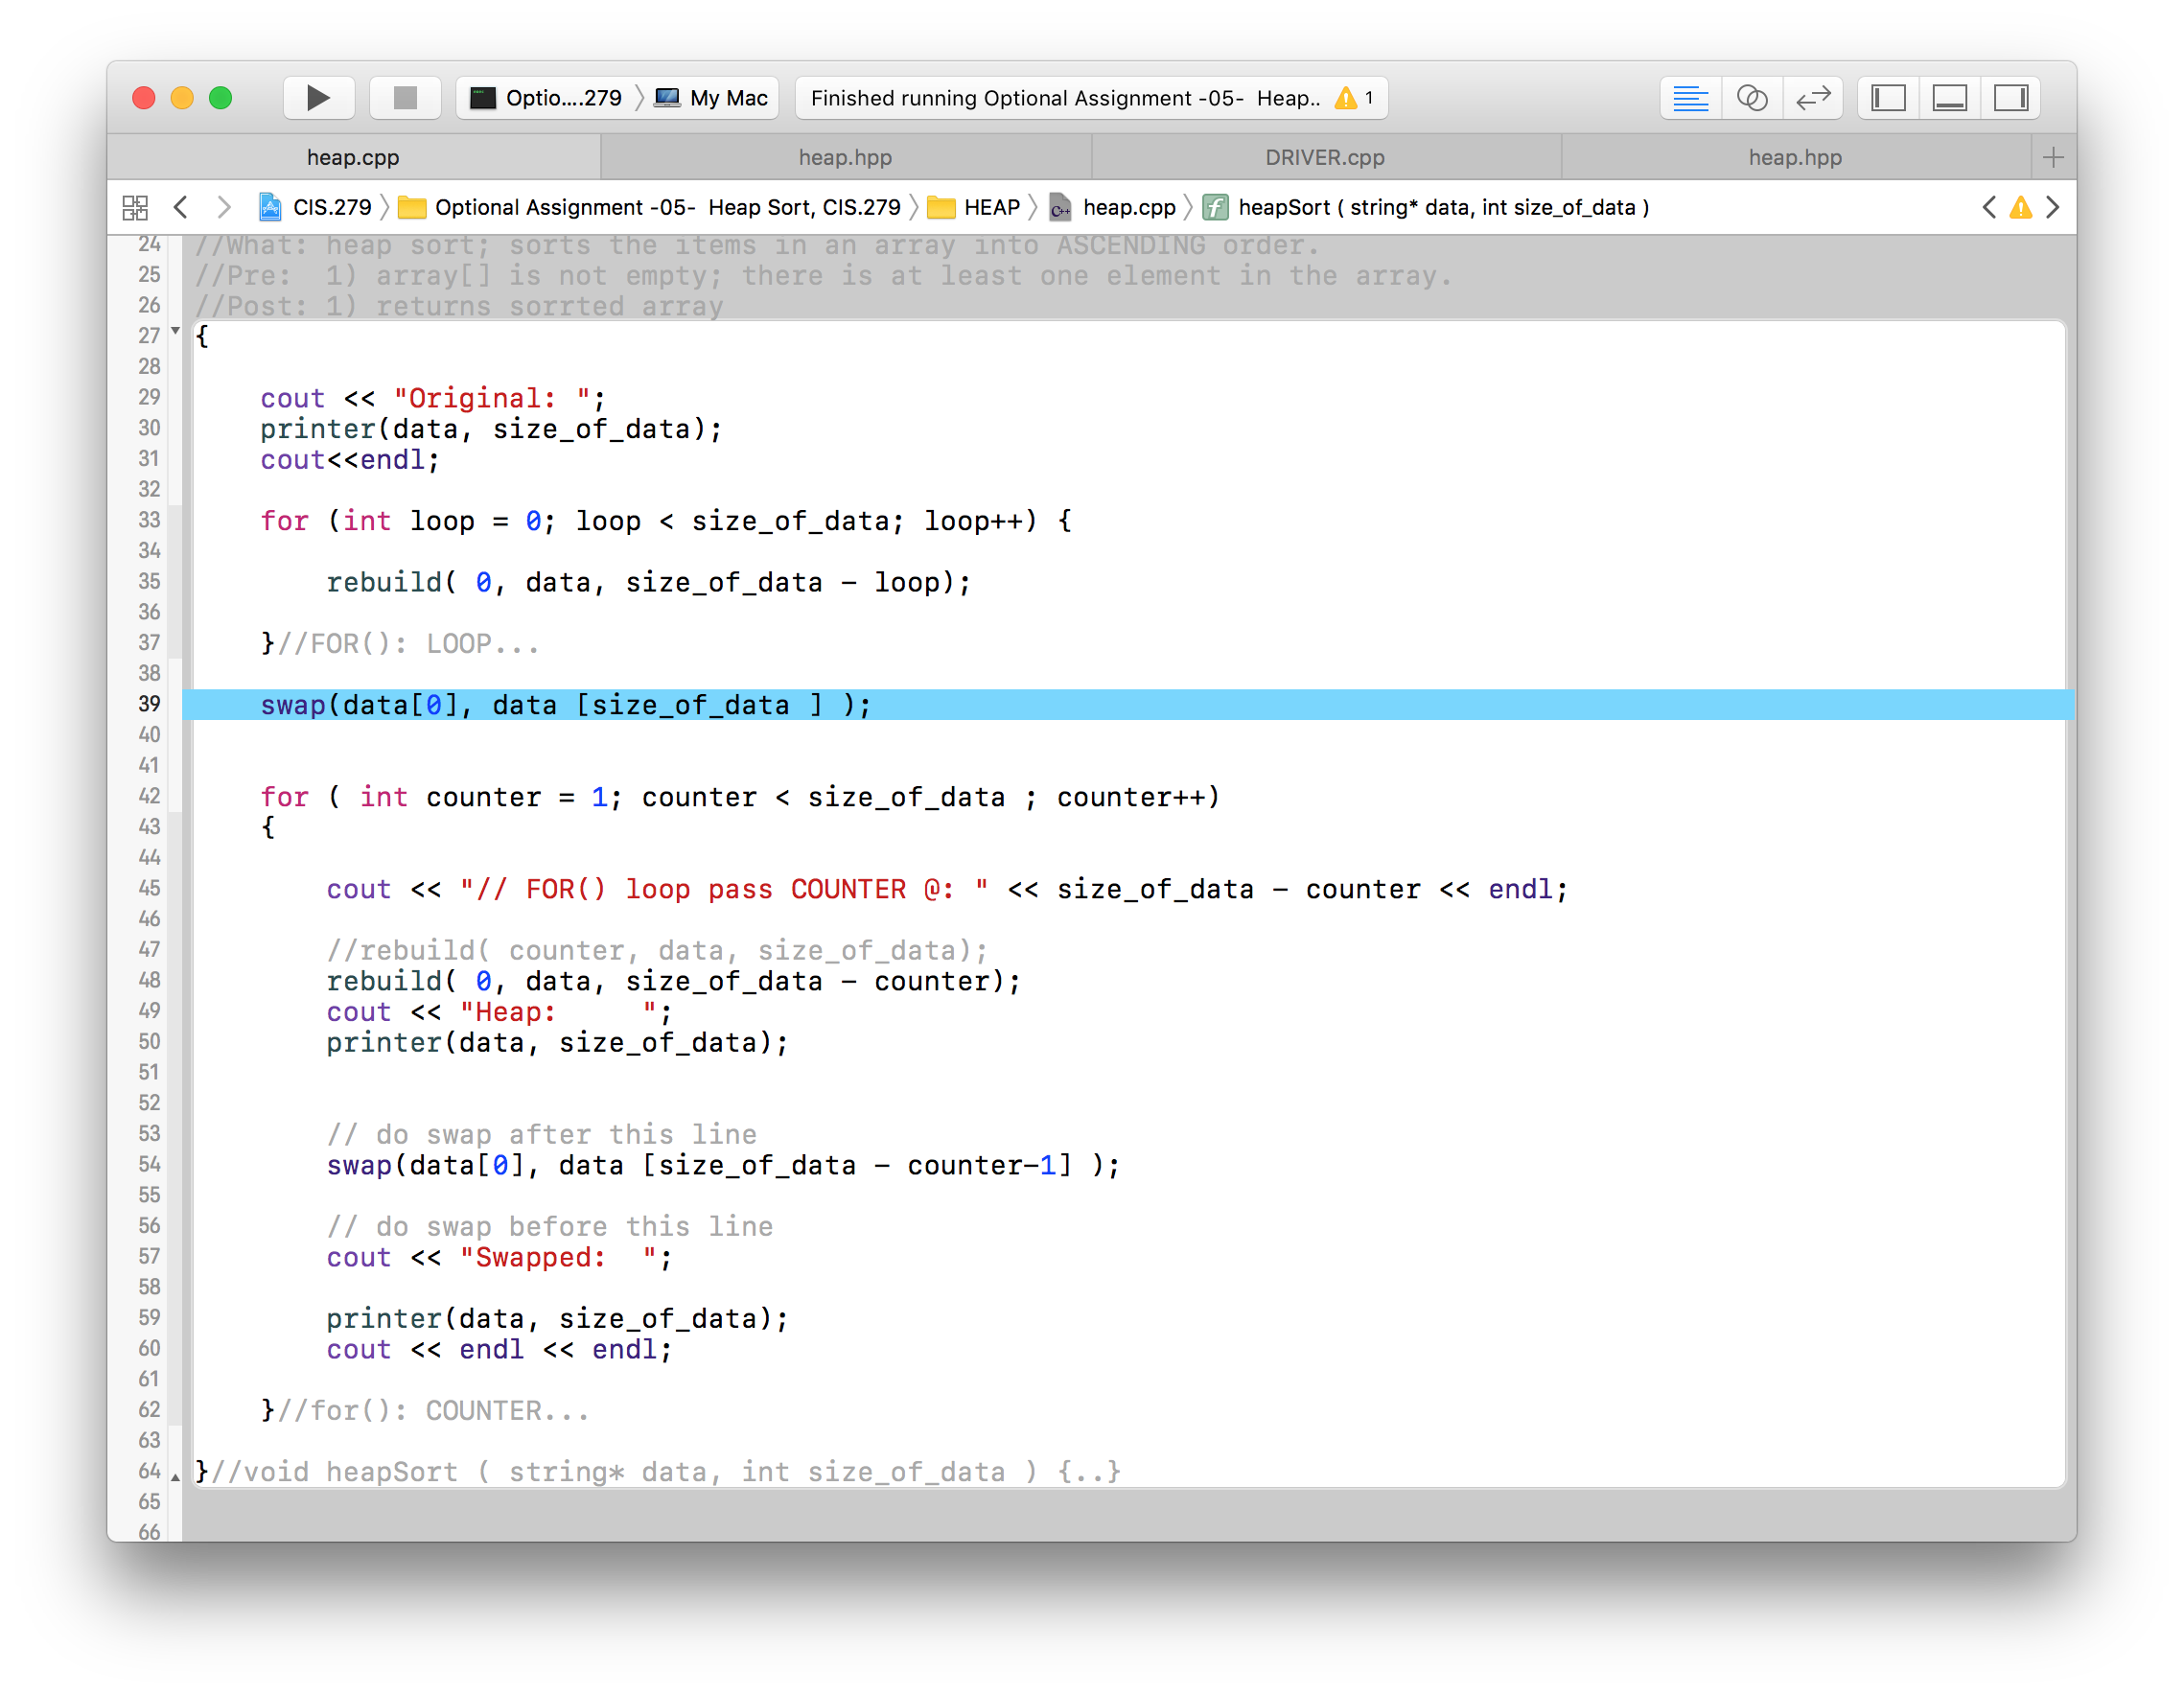 Optio....279 〉 My Mac
Finished running Optional Assignment -05-  Heap.. 1
heap.cpp
heap.hpp
DRIVER.cpp
heap.hpp
CIS.279 〉 Optional Assignment -05-  Heap Sort, CIS.279 〉 HEAP 〉 heap.cpp 〉 heapSort ( string* data, int size_of_data )
24 //What: heap sort; sorts the items in an array into ASCENDING order.
25 //Pre:  1) array[] is not empty; there is at least one element in the array.
26 //Post: 1) returns sorrted array
27 {
28
29     cout << "Original: ";
30     printer(data, size_of_data);
31     cout<<endl;
32
33     for (int loop = 0; loop < size_of_data; loop++) {
34
35         rebuild( 0, data, size_of_data - loop);
36
37     }//FOR(): LOOP...
38
39     swap(data[0], data [size_of_data ] );
40
41
42     for ( int counter = 1; counter < size_of_data ; counter++)
43     {
44
45         cout << "// FOR() loop pass COUNTER @: " << size_of_data - counter << endl;
46
47         //rebuild( counter, data, size_of_data);
48         rebuild( 0, data, size_of_data - counter);
49         cout << "Heap:     ";
50         printer(data, size_of_data);
51
52
53         // do swap after this line
54         swap(data[0], data [size_of_data - counter-1] );
55
56         // do swap before this line
57         cout << "Swapped:  ";
58
59         printer(data, size_of_data);
60         cout << endl << endl;
61
62     }//for(): COUNTER...
63
64 }//void heapSort ( string* data, int size_of_data ) {..}
65
66